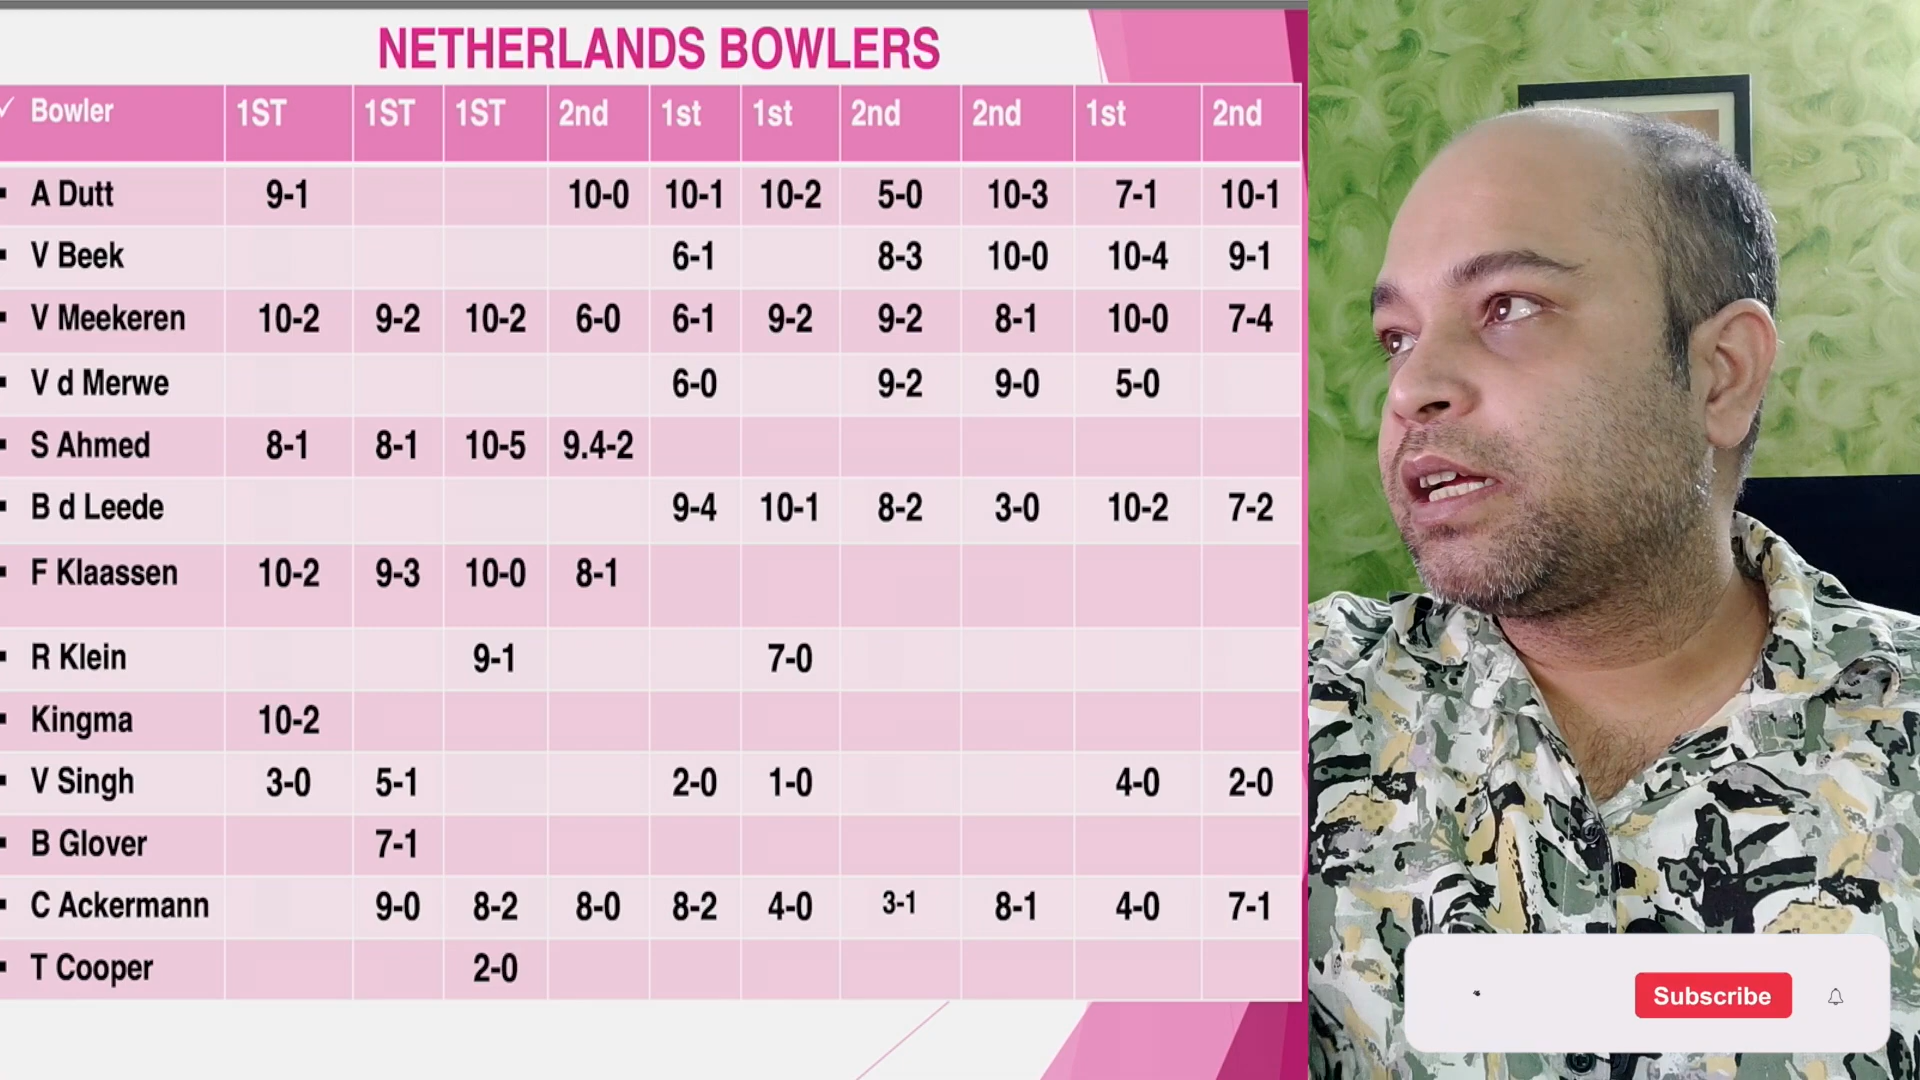 NETHERLANDS BOWLERS
✓ Bowler 1ST 1ST 1ST 2nd 1st 1st 2nd 2nd 1st 2nd
▪ A Dutt 9-1 10-0 10-1 10-2 5-0 10-3 7-1 10-1
▪ V Beek 6-1 8-3 10-0 10-4 9-1
▪ V Meekeren 10-2 9-2 10-2 6-0 6-1 9-2 9-2 8-1 10-0 7-4
▪ V d Merwe 6-0 9-2 9-0 5-0
▪ S Ahmed 8-1 8-1 10-5 9.4-2
▪ B d Leede 9-4 10-1 8-2 3-0 10-2 7-2
▪ F Klaassen 10-2 9-3 10-0 8-1
▪ R Klein 9-1 7-0
▪ Kingma 10-2
▪ V Singh 3-0 5-1 2-0 1-0 4-0 2-0
▪ B Glover 7-1
▪ C Ackermann 9-0 8-2 8-0 8-2 4-0 3-1 8-1 4-0 7-1
▪ T Cooper 2-0
Subscribe